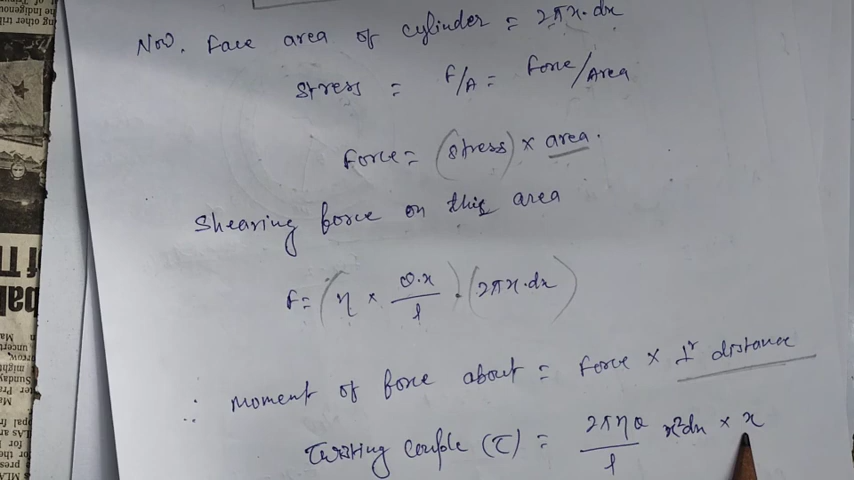 Now. Face area of cylinder = 2πx·dx
Stress = F/A = Force/Area
Force = (stress) × area.
Shearing force on this area
F = (η × θ·x/l)·(2πx·dx)
∴ Moment of force about = Force × ⊥r distance
Twisting couple (τ) = 2πηθ/l x²dx × x